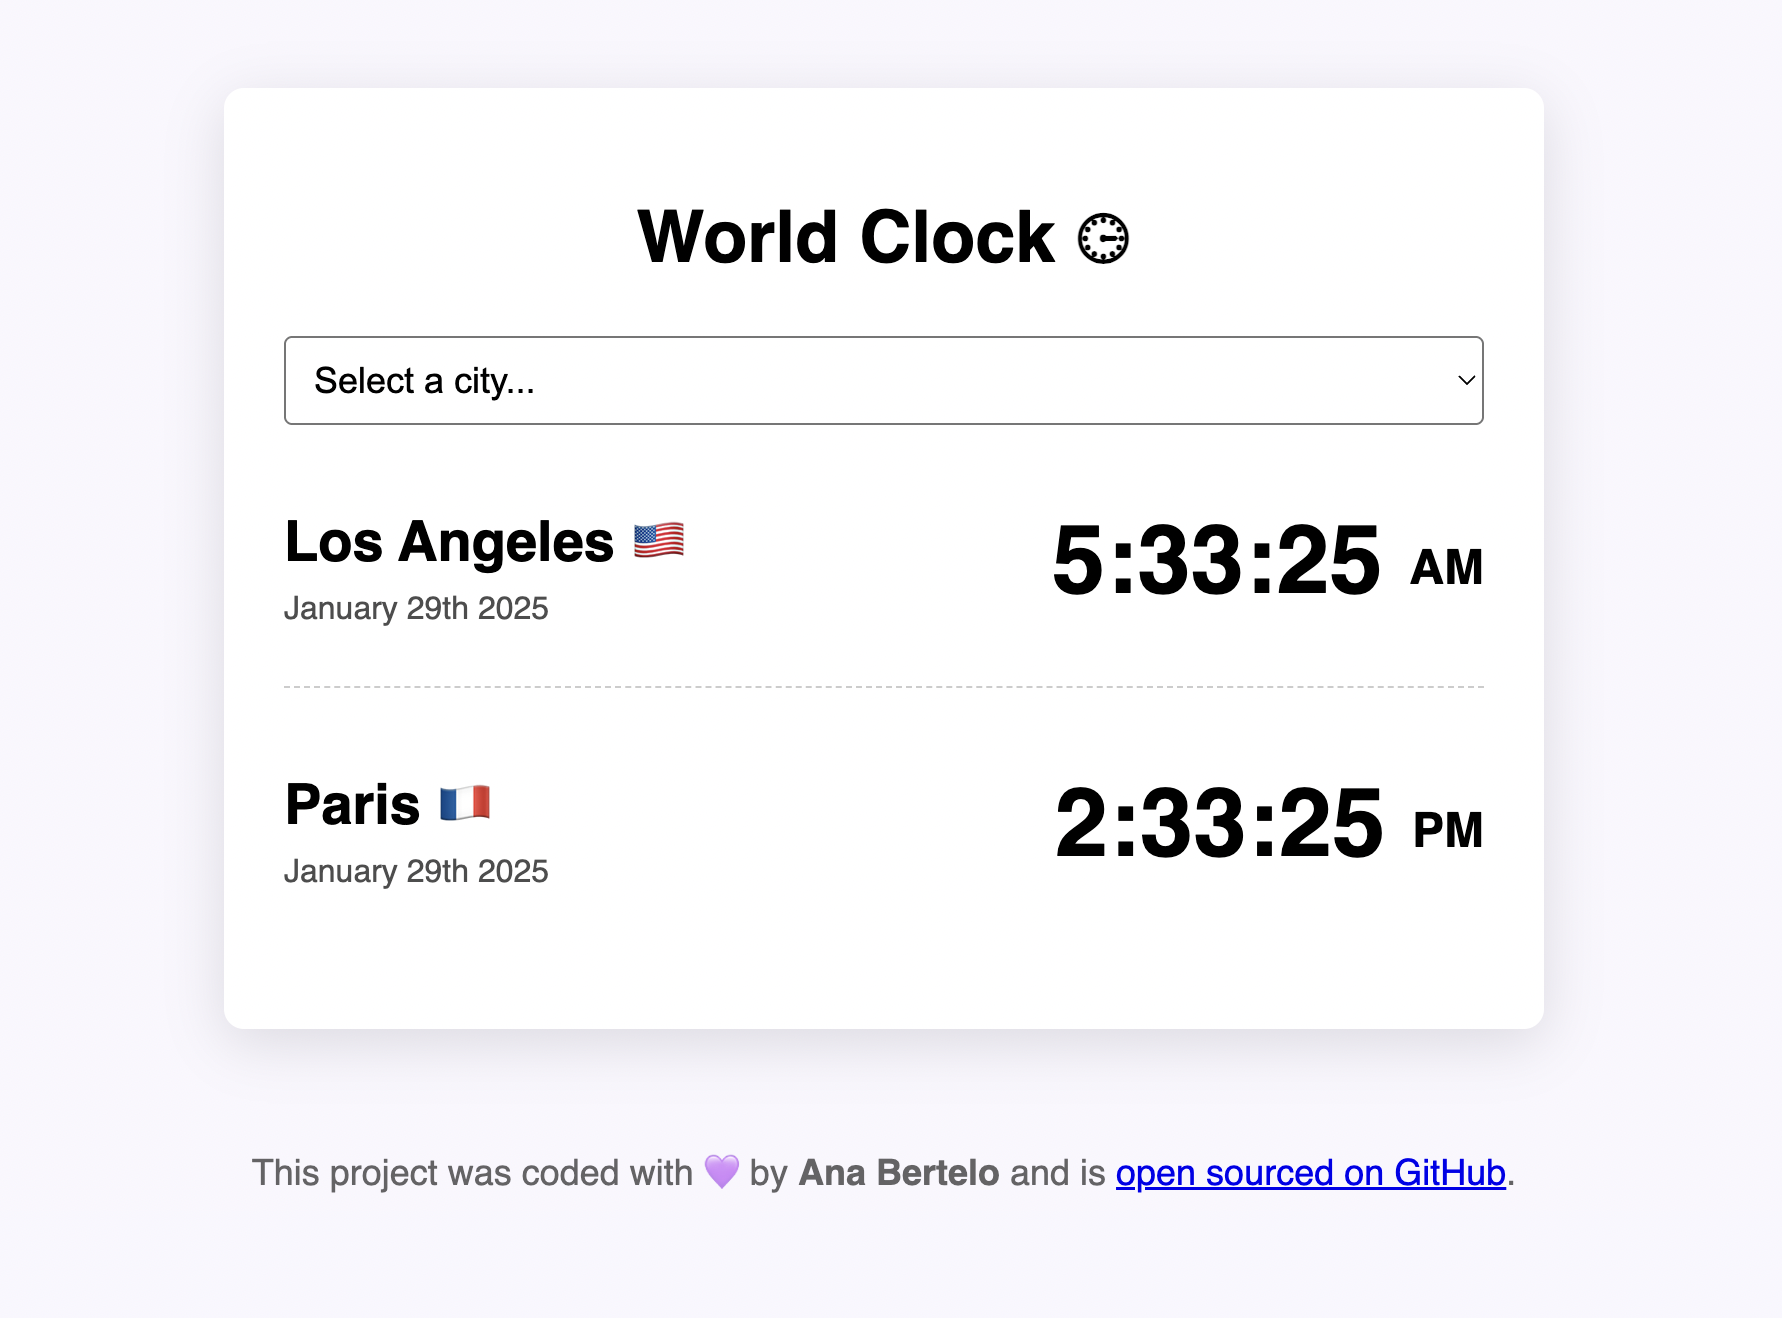 World Clock
Select a city...
Los Angeles 🇺🇸
5:33:25 AM
January 29th 2025
Paris 🇫🇷
2:33:25 PM
January 29th 2025
This project was coded with 💜 by Ana Bertelo and is open sourced on GitHub.